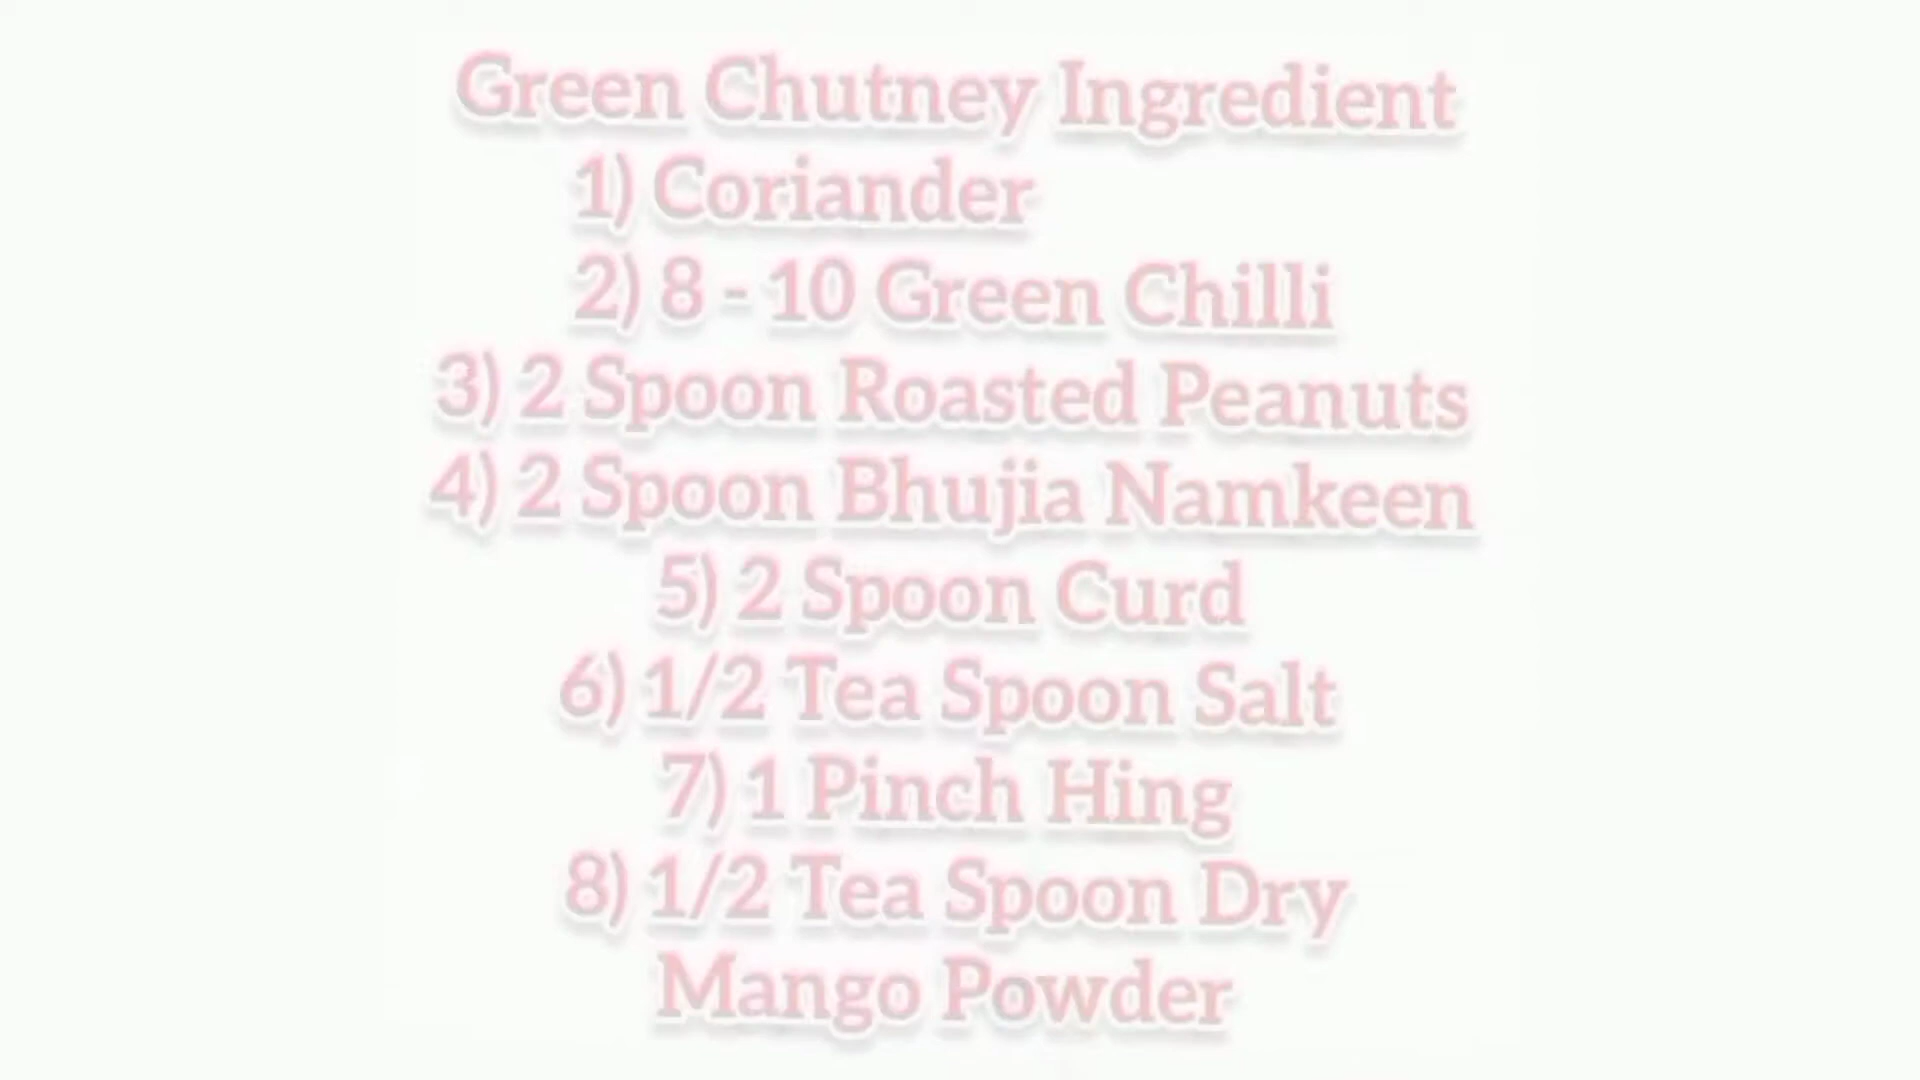 Green Chutney Ingredient
1) Coriander
2) 8 - 10 Green Chilli
3) 2 Spoon Roasted Peanuts
4) 2 Spoon Bhujia Namkeen
5) 2 Spoon Curd
6) 1/2 Tea Spoon Salt
7) 1 Pinch Hing
8) 1/2 Tea Spoon Dry
Mango Powder